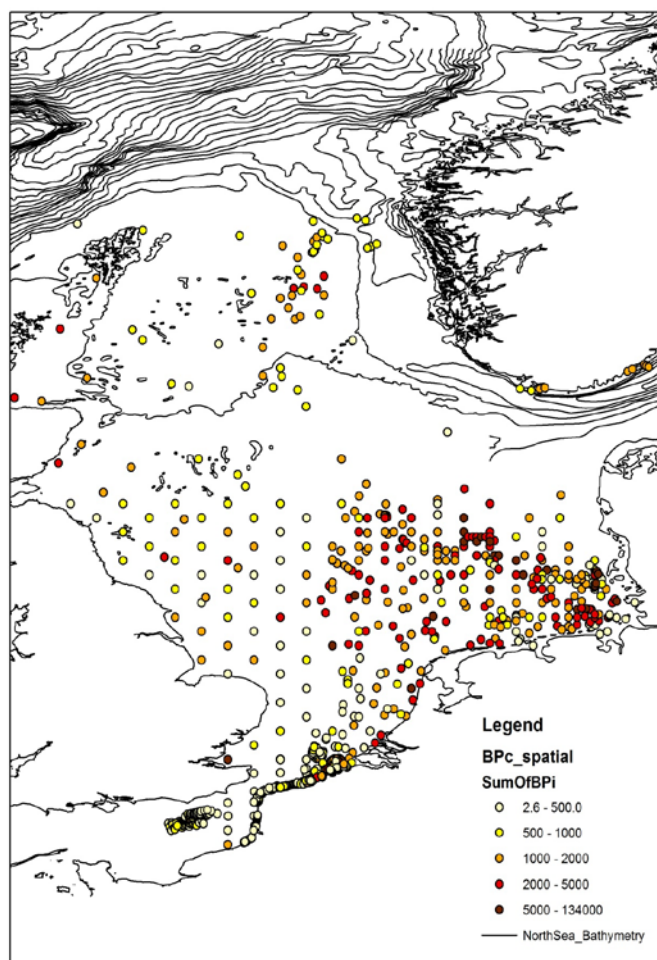 Legend
BPc_spatial
SumOfBPi
2.6 - 500.0
500 - 1000
1000 - 2000
2000 - 5000
5000 - 134000
NorthSea_Bathymetry